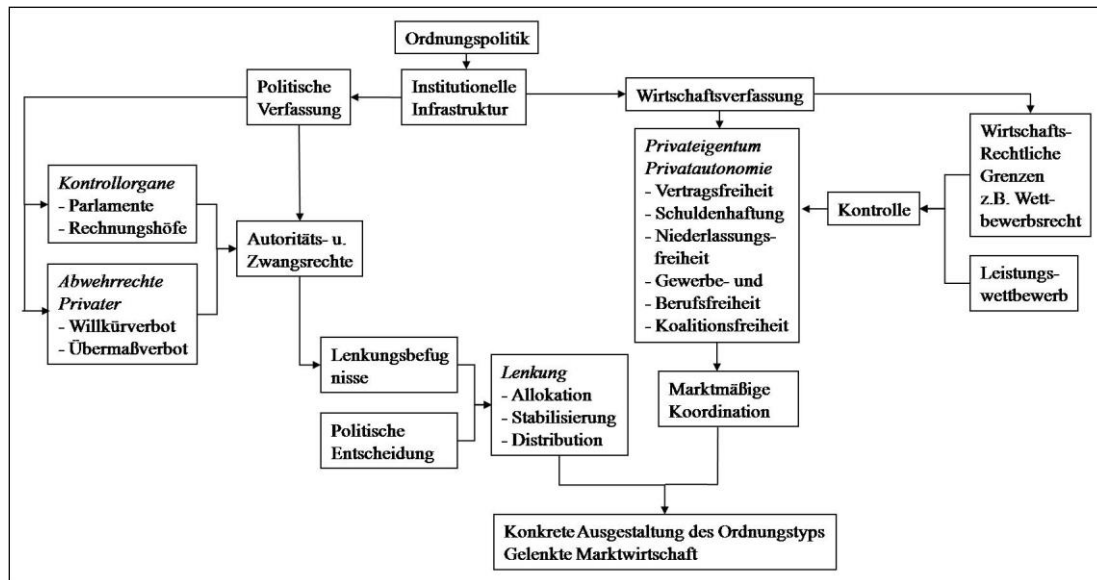 Ordnungspolitik
Politische
Verfassung
Institutionelle
Infrastruktur
Wirtschaftsverfassung
Kontrollorgane
- Parlamente
- Rechnungshöfe
Abwehrrechte
Privater
- Willkürverbot
- Übermaßverbot
Autoritäts- u.
Zwangsrechte
Privateigentum
Privatautonomie
- Vertragsfreiheit
- Schuldenhaftung
- Niederlassungs-
freiheit
- Gewerbe- und
- Berufsfreiheit
- Koalitionsfreiheit
Kontrolle
Wirtschafts-
Rechtliche
Grenzen
z.B. Wett-
bewerbsrecht
Leistungs-
wettbewerb
Lenkungsbefug
nisse
Politische
Entscheidung
Lenkung
- Allokation
- Stabilisierung
- Distribution
Marktmäßige
Koordination
Konkrete Ausgestaltung des Ordnungstyps
Gelenkte Marktwirtschaft